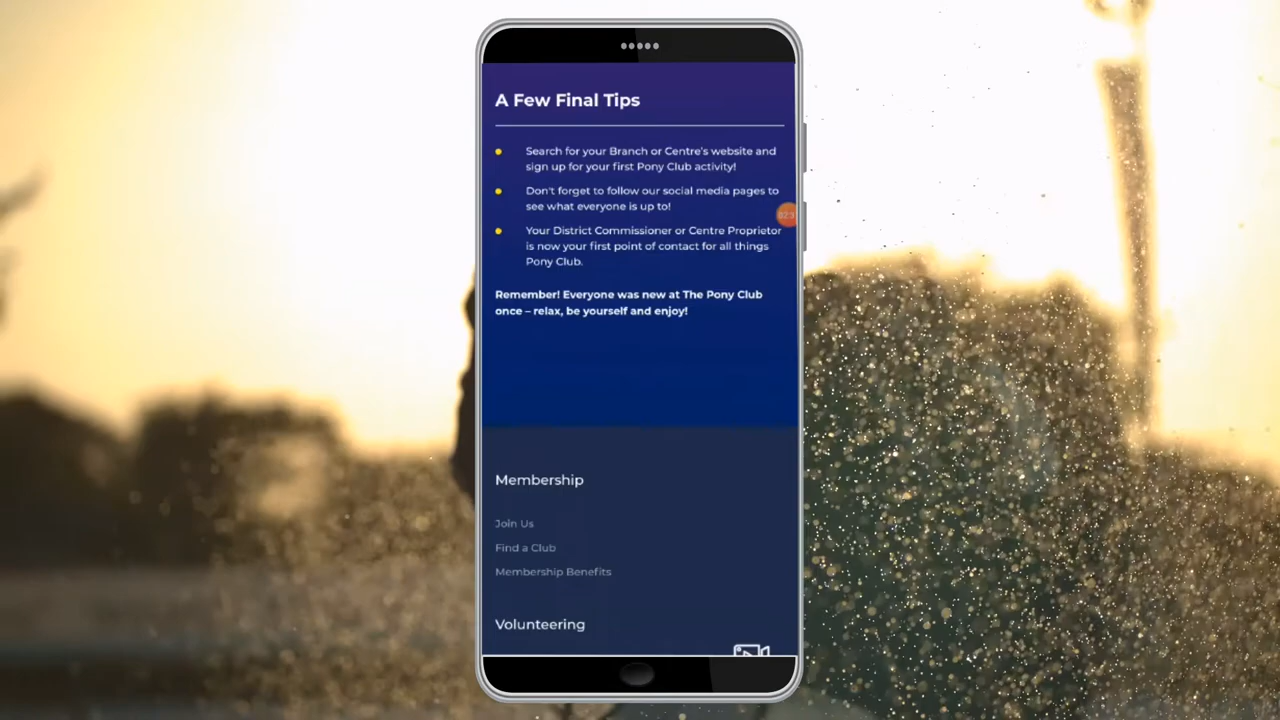 A Few Final Tips
Search for your Branch or Centre's website and
sign up for your first Pony Club activity!
Don't forget to follow our social media pages to
see what everyone is up to!
Your District Commissioner or Centre Proprietor
is now your first point of contact for all things
Pony Club.
Remember! Everyone was new at The Pony Club
once – relax, be yourself and enjoy!
Membership
Join Us
Find a Club
Membership Benefits
Volunteering